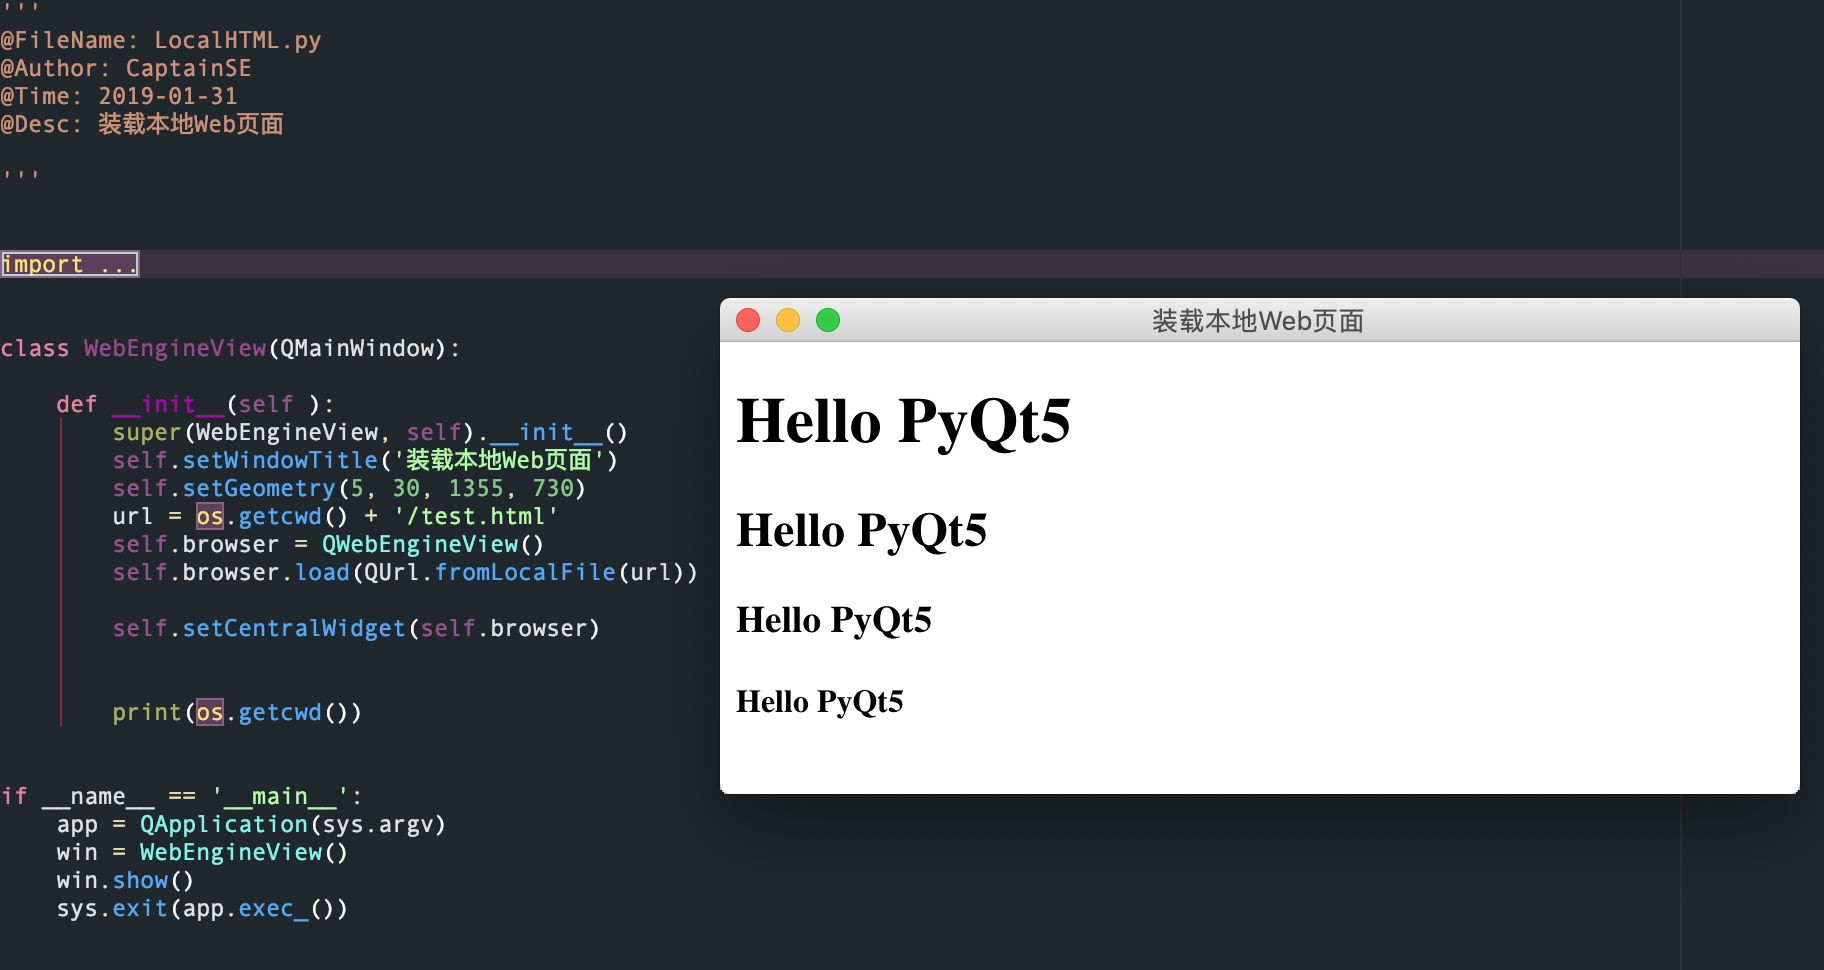 '''
@FileName: LocalHTML.py
@Author: CaptainSE
@Time: 2019-01-31
@Desc: 装载本地Web页面
'''
import ...
class WebEngineView(QMainWindow):
def __init__(self ):
super(WebEngineView, self).__init__()
self.setWindowTitle('装载本地Web页面')
self.setGeometry(5, 30, 1355, 730)
url = os.getcwd() + '/test.html'
self.browser = QWebEngineView()
self.browser.load(QUrl.fromLocalFile(url))
self.setCentralWidget(self.browser)
print(os.getcwd())
if __name__ == '__main__':
app = QApplication(sys.argv)
win = WebEngineView()
win.show()
sys.exit(app.exec_())
装载本地Web页面
Hello PyQt5
Hello PyQt5
Hello PyQt5
Hello PyQt5